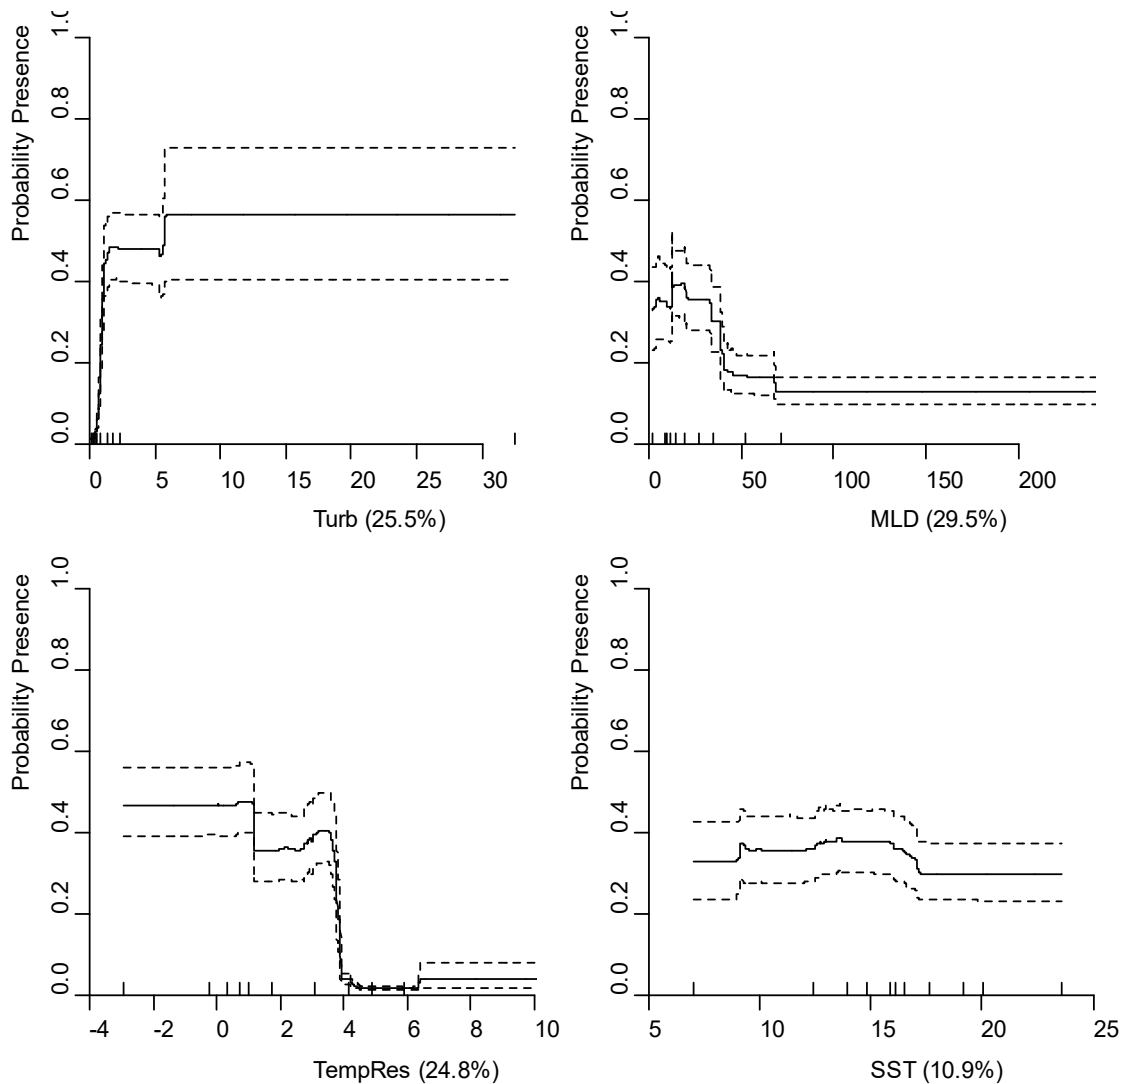 Probability Presence
0.0 0.2 0.4 0.6 0.8 1.0
0 5 10 15 20 25 30
Turb (25.5%)
Probability Presence
0.0 0.2 0.4 0.6 0.8 1.0
0 50 100 150 200
MLD (29.5%)
Probability Presence
0.0 0.2 0.4 0.6 0.8 1.0
-4 -2 0 2 4 6 8 10
TempRes (24.8%)
Probability Presence
0.0 0.2 0.4 0.6 0.8 1.0
5 10 15 20 25
SST (10.9%)